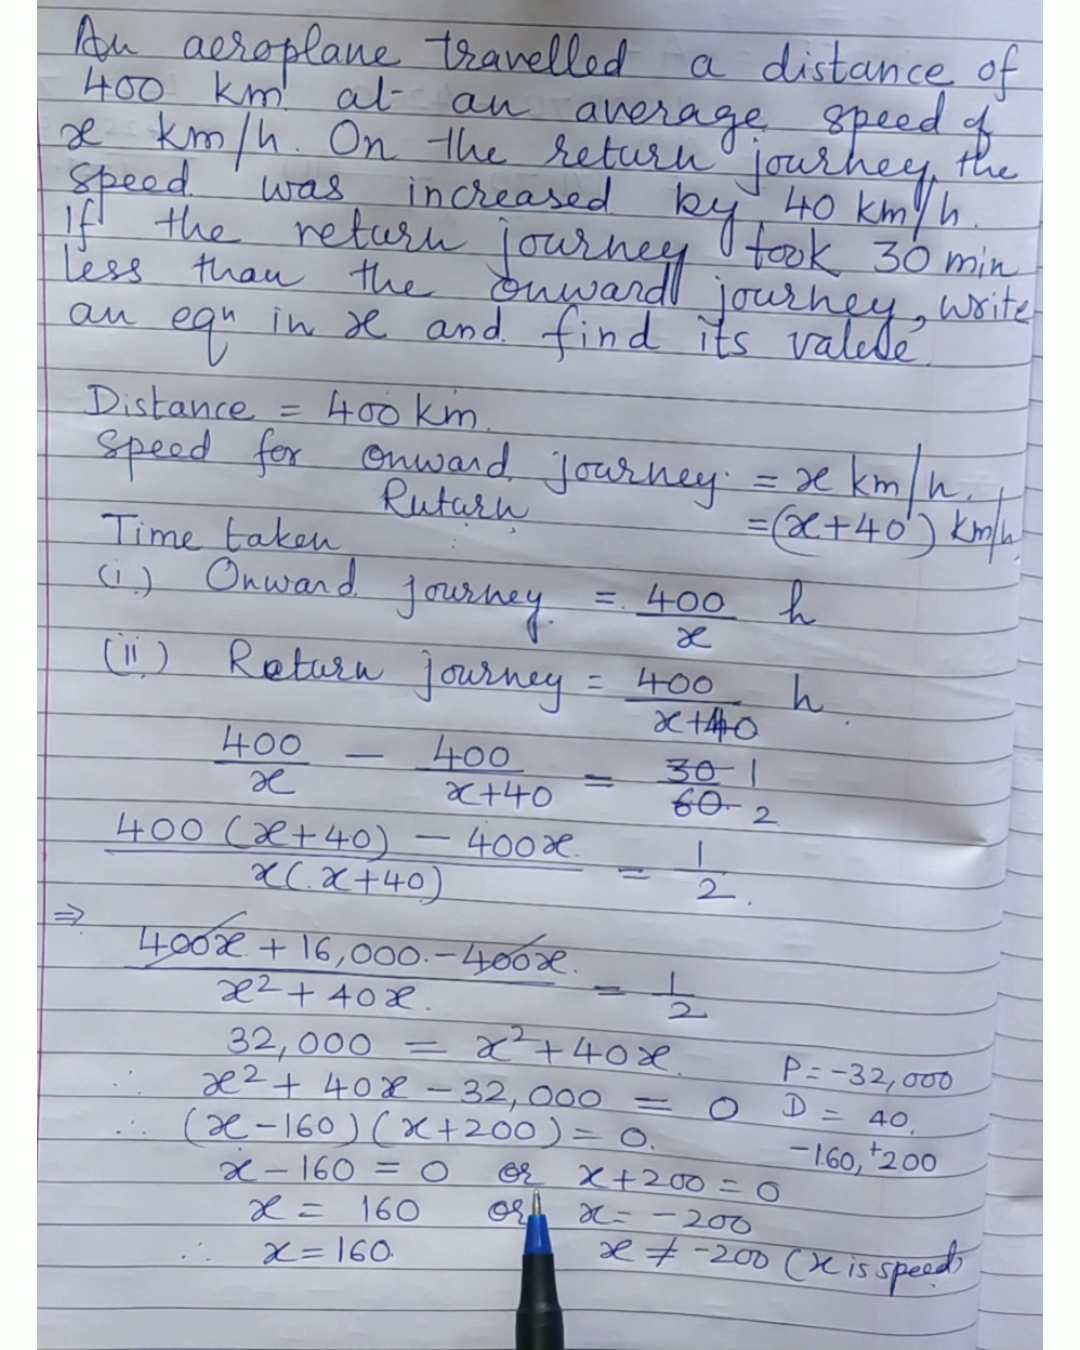 An aeroplane travelled a distance of
400 km at an average speed of
x km/h. On the return journey, the
speed was increased by 40 km/h.
If the return journey took 30 min
less than the onward journey, write
an eqn in x and find its value.
Distance = 400 km.
Speed for onward journey = x km/h.
Ruturn = (x+40) km/h
Time taken
(i.) Onward journey = 400/x h
(ii) Return journey = 400/(x+40) h
400/x - 400/(x+40) = 30/60 1/2
(400 (x+40) - 400x)/(x(x+40)) = 1/2.
⇒ (400x + 16,000 - 400x)/(x² + 40x) = 1/2
32,000 = x² + 40x
∴ x² + 40x - 32,000 = 0
P = -32,000
D = 40.
-160, +200
∴ (x-160)(x+200) = 0.
x - 160 = 0 or x + 200 = 0
x = 160 or x = -200
∴ x = 160 x ≠ -200 (x is speed)